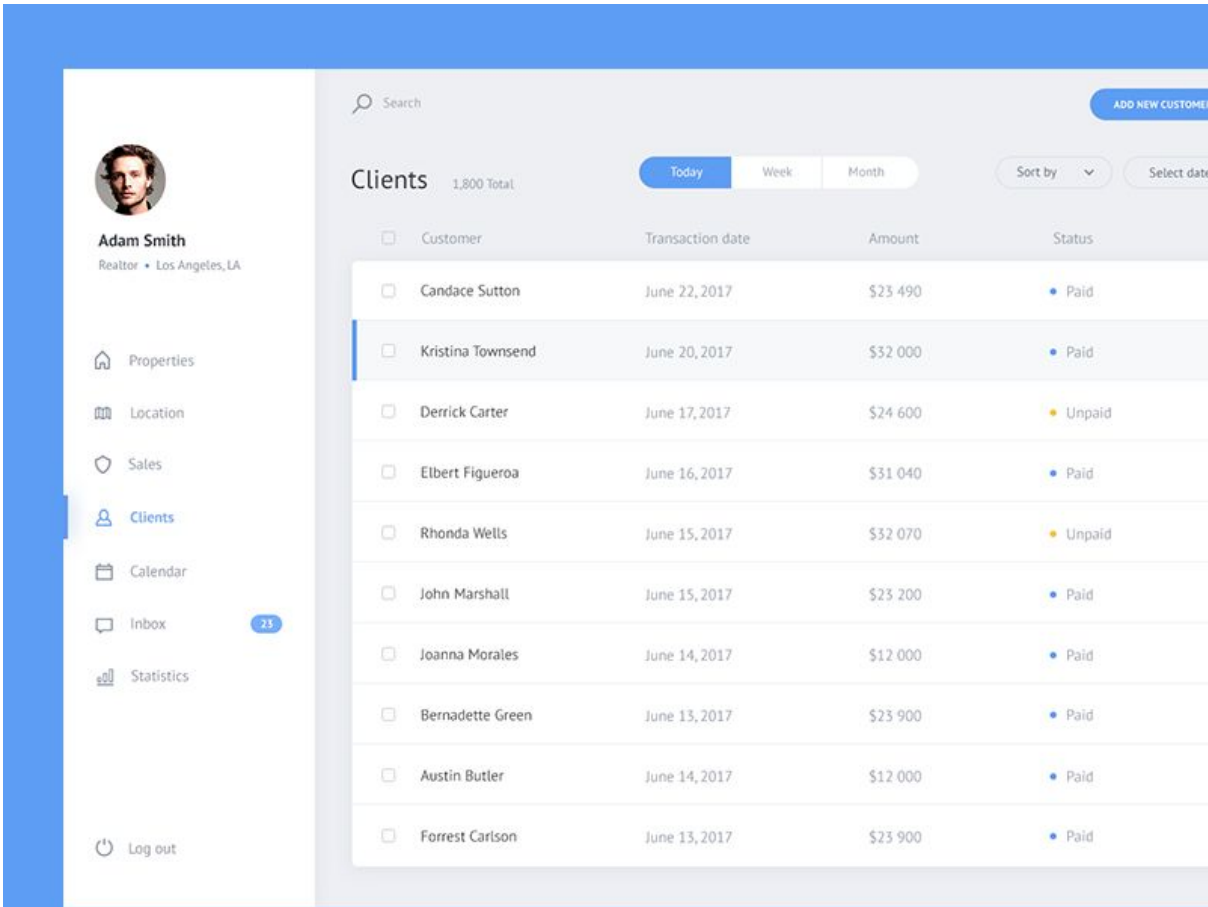 Search
ADD NEW CUSTOMER
Clients 1,800 Total
Today Week Month
Sort by
Select date
Adam Smith
Realtor • Los Angeles, LA
Properties
Location
Sales
Clients
Calendar
Inbox 23
Statistics
Log out
Customer Transaction date Amount Status
Candace Sutton June 22, 2017 $23 490 Paid
Kristina Townsend June 20, 2017 $32 000 Paid
Derrick Carter June 17, 2017 $24 600 Unpaid
Elbert Figueroa June 16, 2017 $31 040 Paid
Rhonda Wells June 15, 2017 $32 070 Unpaid
John Marshall June 15, 2017 $23 200 Paid
Joanna Morales June 14, 2017 $12 000 Paid
Bernadette Green June 13, 2017 $23 900 Paid
Austin Butler June 14, 2017 $12 000 Paid
Forrest Carlson June 13, 2017 $23 900 Paid